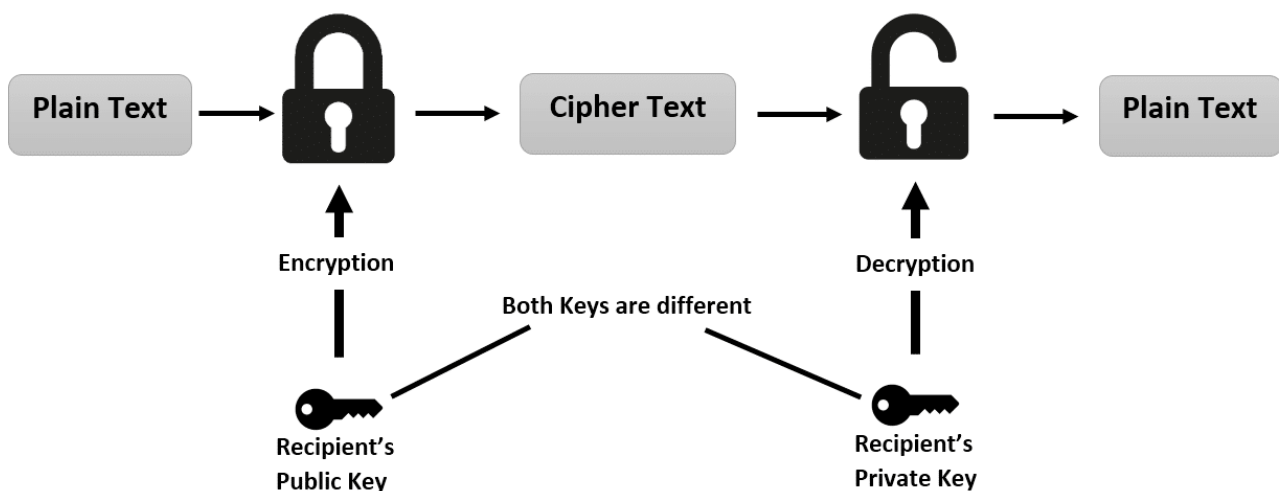 Plain Text
Cipher Text
Plain Text
Encryption
Decryption
Both Keys are different
Recipient's
Public Key
Recipient's
Private Key